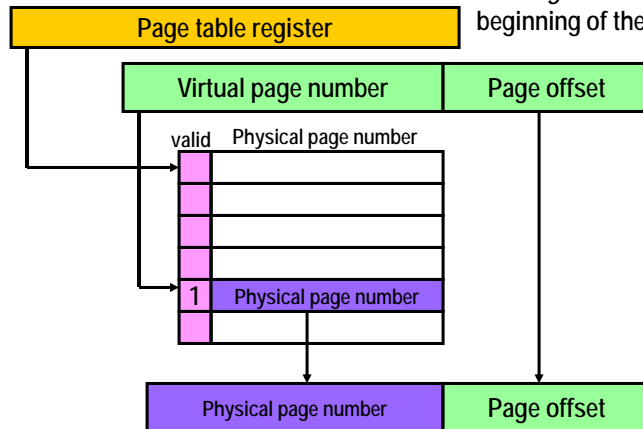 beginning of the
Page table register
Virtual page number Page offset
valid Physical page number
1 Physical page number
Physical page number Page offset